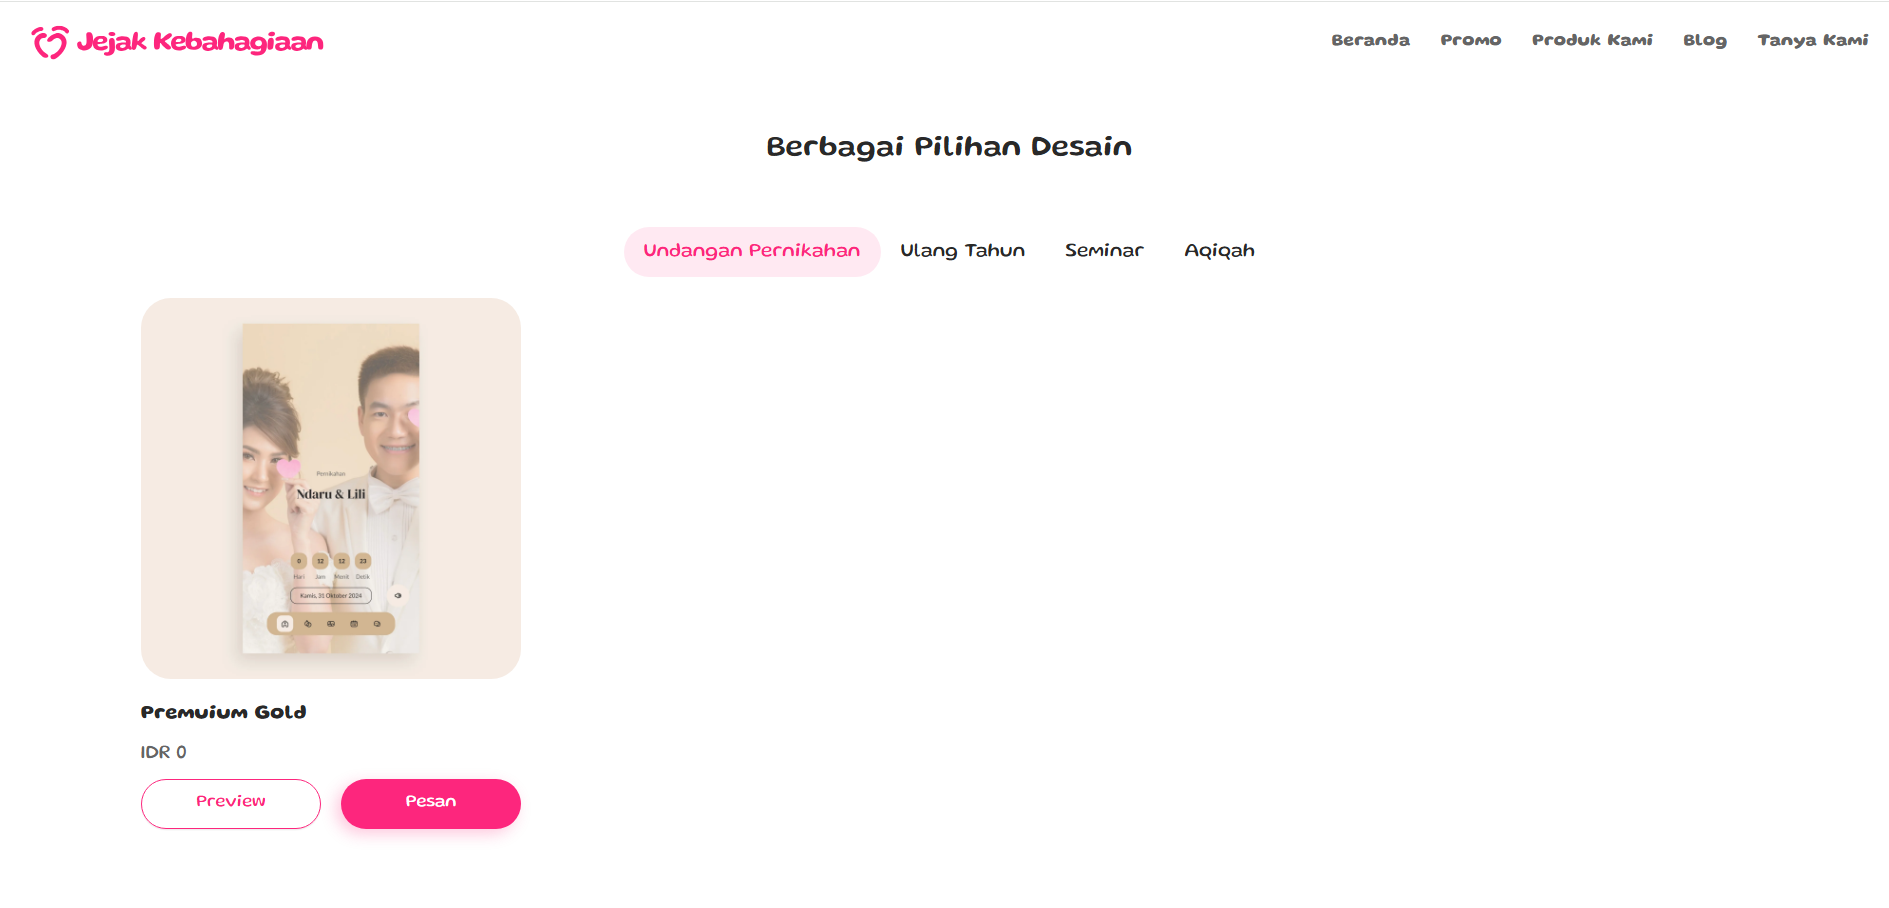 Jejak Kebahagiaan
Beranda Promo Produk Kami Blog Tanya Kami
Berbagai Pilihan Desain
Undangan Pernikahan Ulang Tahun Seminar Aqiqah
Pernikahan
Ndaru & Lili
0 12 12 23
Hari Jam Menit Detik
Kamis, 31 Oktober 2024
Premuium Gold
IDR 0
Preview Pesan